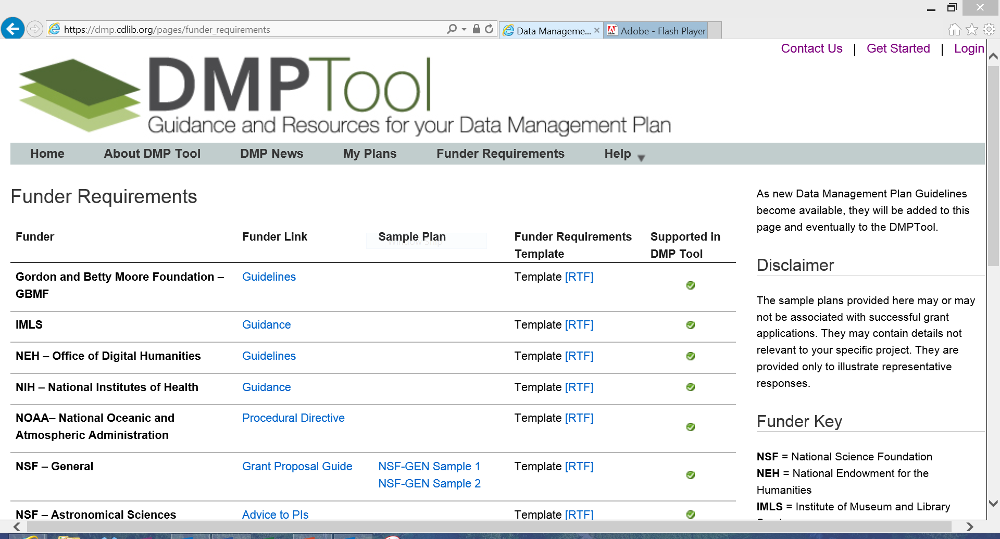 https://dmp.cdlib.org/pages/funder_requirements
Data Manageme...
Adobe - Flash Player
Contact Us | Get Started | Login
DMPTool
Guidance and Resources for your Data Management Plan
Home About DMP Tool DMP News My Plans Funder Requirements Help
Funder Requirements
Funder Funder Link Sample Plan Funder Requirements Supported in
Template DMP Tool
Window Snip
Gordon and Betty Moore Foundation – Guidelines Template [RTF]
GBMF
IMLS Guidance Template [RTF]
NEH – Office of Digital Humanities Guidelines Template [RTF]
NIH – National Institutes of Health Guidance Template [RTF]
NOAA– National Oceanic and Procedural Directive Template [RTF]
Atmospheric Administration
NSF – General Grant Proposal Guide NSF-GEN Sample 1 Template [RTF]
NSF-GEN Sample 2
NSF – Astronomical Sciences Advice to PIs Template [RTF]
As new Data Management Plan Guidelines
become available, they will be added to this
page and eventually to the DMPTool.
Disclaimer
The sample plans provided here may or may
not be associated with successful grant
applications. They may contain details not
relevant to your specific project. They are
provided only to illustrate representative
responses.
Funder Key
NSF = National Science Foundation
NEH = National Endowment for the
Humanities
IMLS = Institute of Museum and Library